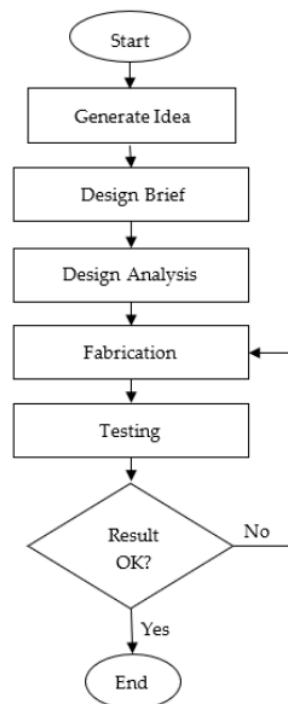 Start
Generate Idea
Design Brief
Design Analysis
Fabrication
Testing
Result
OK?
No
Yes
End